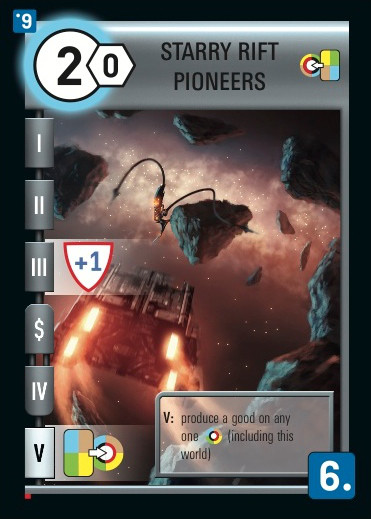 9.
2 0
STARRY RIFT
PIONEERS
I
II
III +1
$
IV
V
V: produce a good on any
one (including this
world)
6.